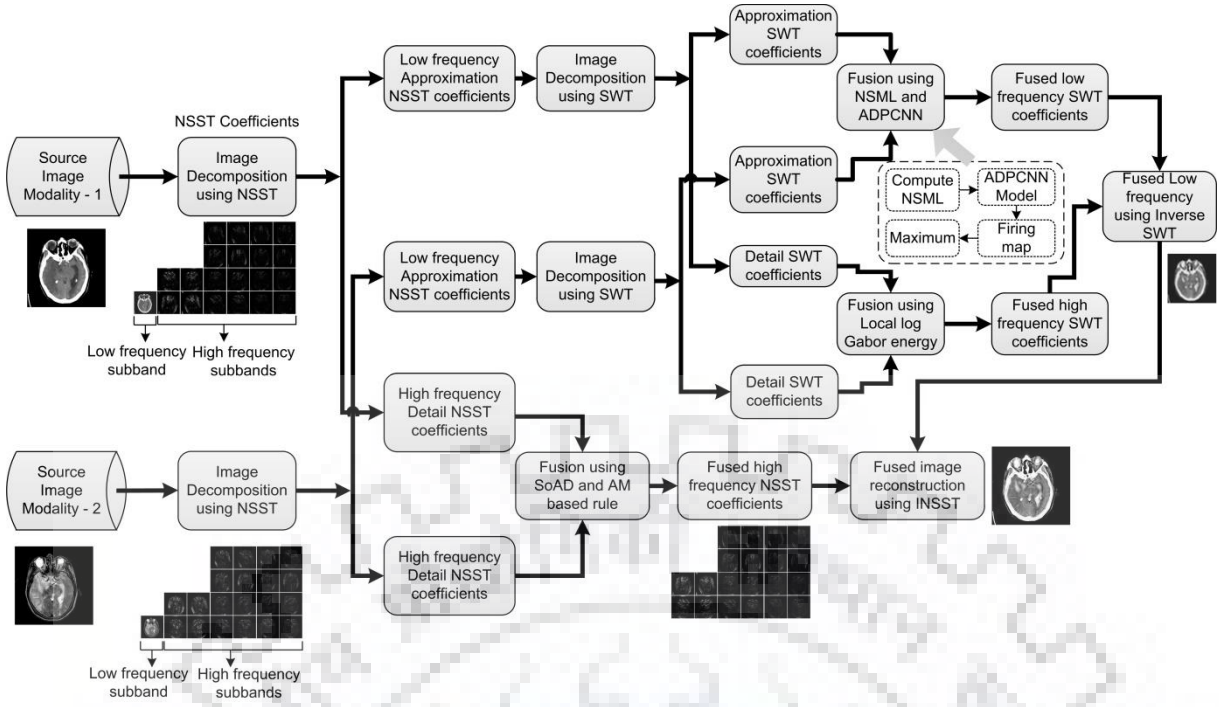 NSST Coefficients
Source
Image
Modality - 1
Image
Decomposition
using NSST
Low frequency
subband
High frequency
subbands
Low frequency
Approximation
NSST coefficients
Image
Decomposition
using SWT
Approximation
SWT
coefficients
Fusion using
NSML and
ADPCNN
Fused low
frequency SWT
coefficients
Approximation
SWT
coefficients
Compute
NSML
ADPCNN
Model
Maximum
Firing
map
Fused Low
frequency
using Inverse
SWT
Low frequency
Approximation
NSST coefficients
Image
Decomposition
using SWT
Detail SWT
coefficients
Fusion using
Local log
Gabor energy
Fused high
frequency SWT
coefficients
Detail SWT
coefficients
High frequency
Detail NSST
coefficients
Source
Image
Modality - 2
Image
Decomposition
using NSST
Fusion using
SoAD and AM
based rule
Fused high
frequency NSST
coefficients
Fused image
reconstruction
using INSST
High frequency
Detail NSST
coefficients
Low frequency
subband
High frequency
subbands